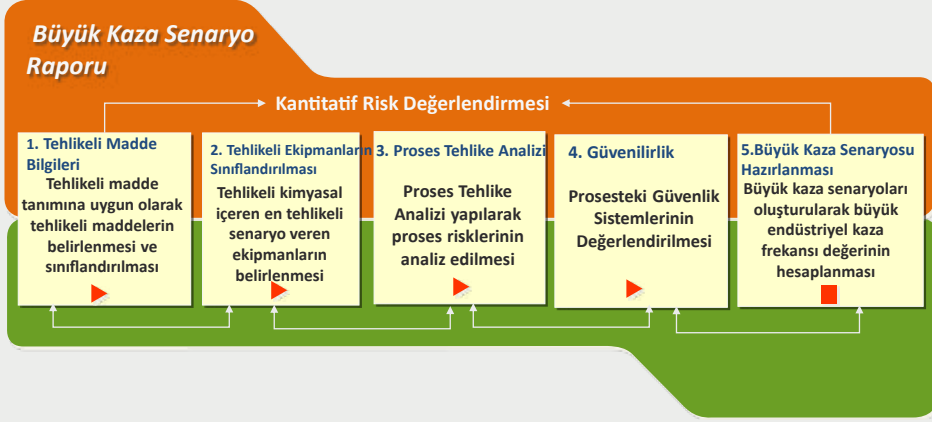 Büyük Kaza Senaryo
Raporu
Kantitatif Risk Değerlendirmesi
1. Tehlikeli Madde
Bilgileri
Tehlikeli madde
tanımına uygun olarak
tehlikeli maddelerin
belirlenmesi ve
sınıflandırılması
2. Tehlikeli Ekipmanların
Sınıflandırılması
Tehlikeli kimyasal
içeren en tehlikeli
senaryo veren
ekipmanların
belirlenmesi
3. Proses Tehlike Analizi
Proses Tehlike
Analizi yapılarak
proses risklerinin
analiz edilmesi
4. Güvenilirlik
Prosesteki Güvenlik
Sistemlerinin
Değerlendirilmesi
5.Büyük Kaza Senaryosu
Hazırlanması
Büyük kaza senaryoları
oluşturularak büyük
endüstriyel kaza
frekansı değerinin
hesaplanması